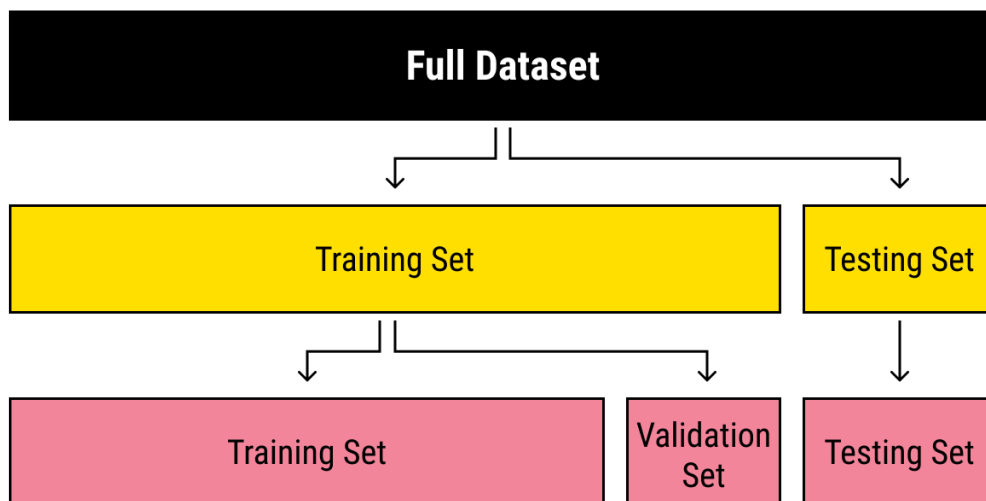 Full Dataset
Training Set
Testing Set
Training Set
Validation
Set
Testing Set